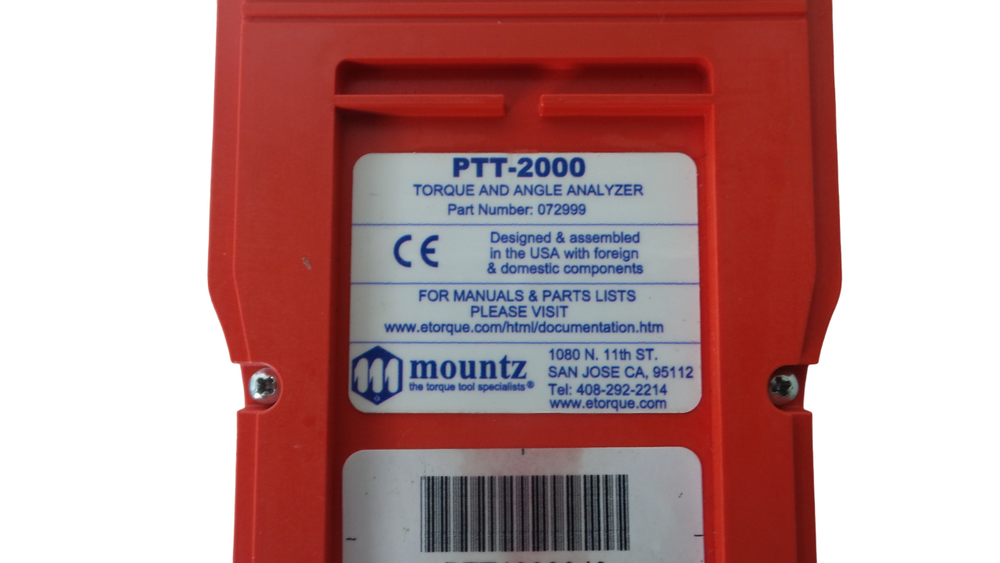 PTT-2000
TORQUE AND ANGLE ANALYZER
Part Number: 072999
CE
Designed & assembled
in the USA with foreign
& domestic components
FOR MANUALS & PARTS LISTS
PLEASE VISIT
www.etorque.com/html/documentation.htm
mountz
the torque tool specialists®
1080 N. 11th ST.
SAN JOSE CA, 95112
Tel: 408-292-2214
www.etorque.com